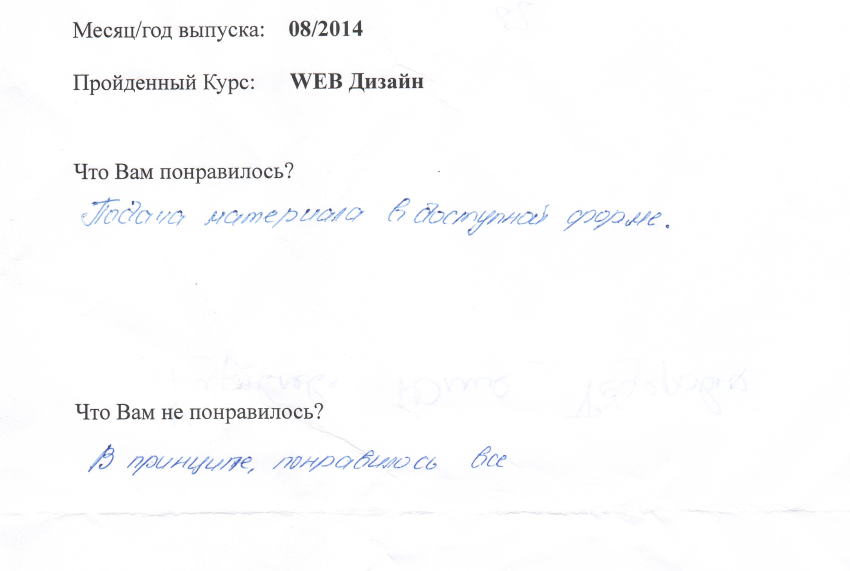 Месяц/год выпуска: 08/2014
Пройденный Курс: WEB Дизайн
Что Вам понравилось?
Подача материала в доступной форме.
Что Вам не понравилось?
В принципе, понравилось все